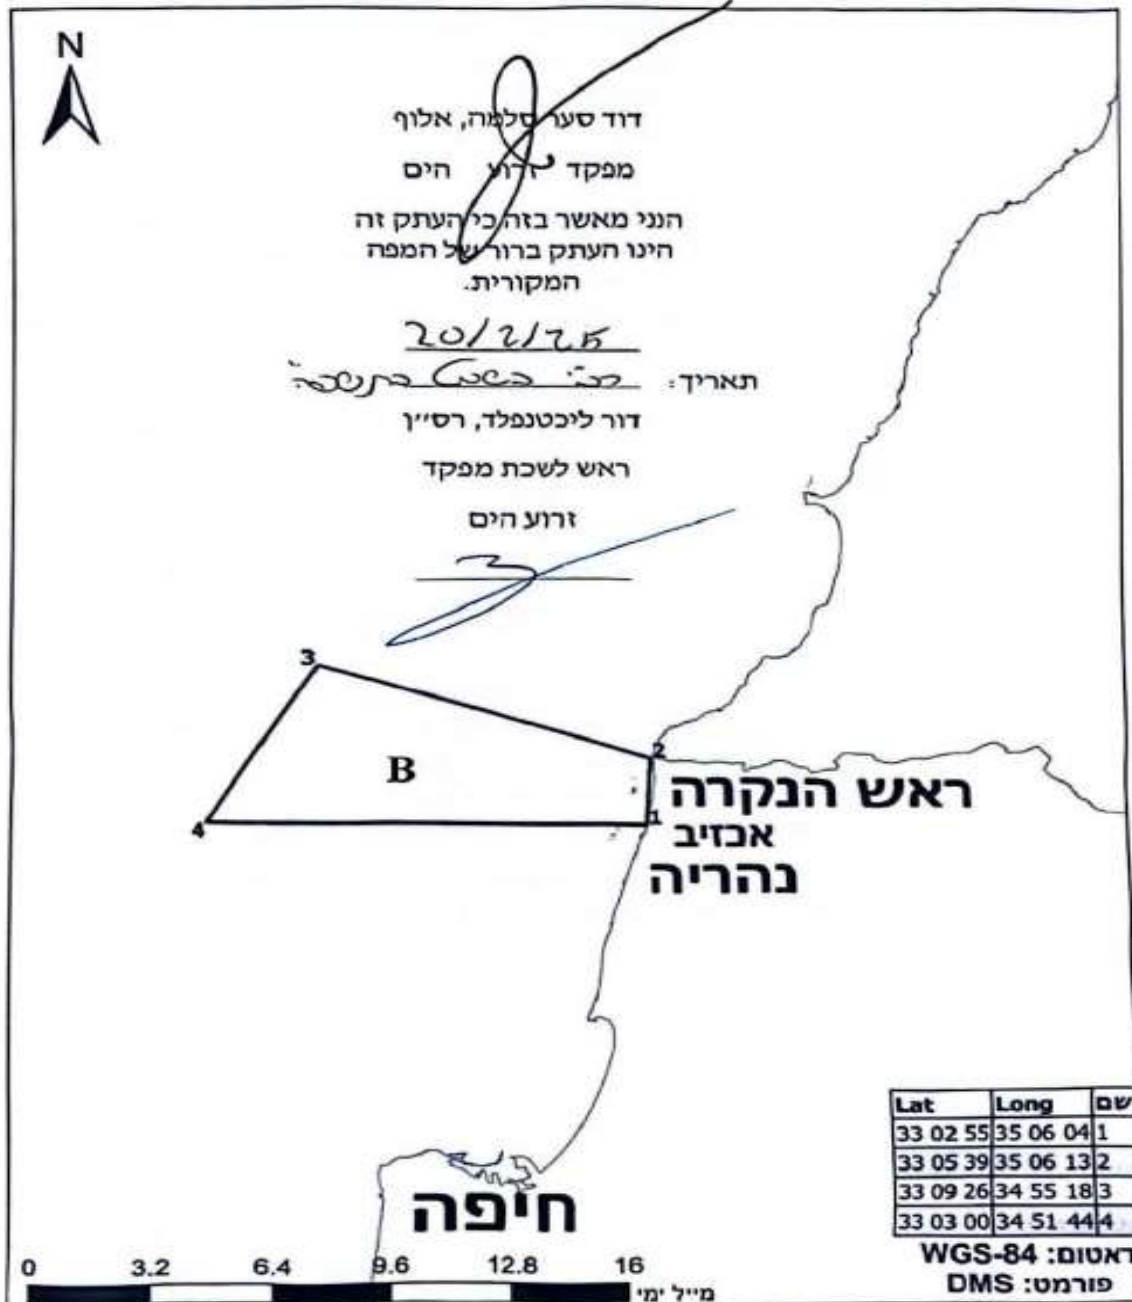 N
דוד סער סלמה, אלוף
מפקד זרוע הים
הנני מאשר בזה כי העתק זה
הינו העתק ברור של המפה
המקורית.
20/2/25
תאריך:
דור ליכטנפלד, רס״ן
ראש לשכת מפקד
זרוע הים
3
2
B
ראש הנקרה
4
1
אכזיב
נהריה
חיפה
Lat Long שם
33 02 55 35 06 04 1
33 05 39 35 06 13 2
33 09 26 34 55 18 3
33 03 00 34 51 44 4
ראטום: WGS-84
פורמט: DMS
0 3.2 6.4 9.6 12.8 16
מייל ימי